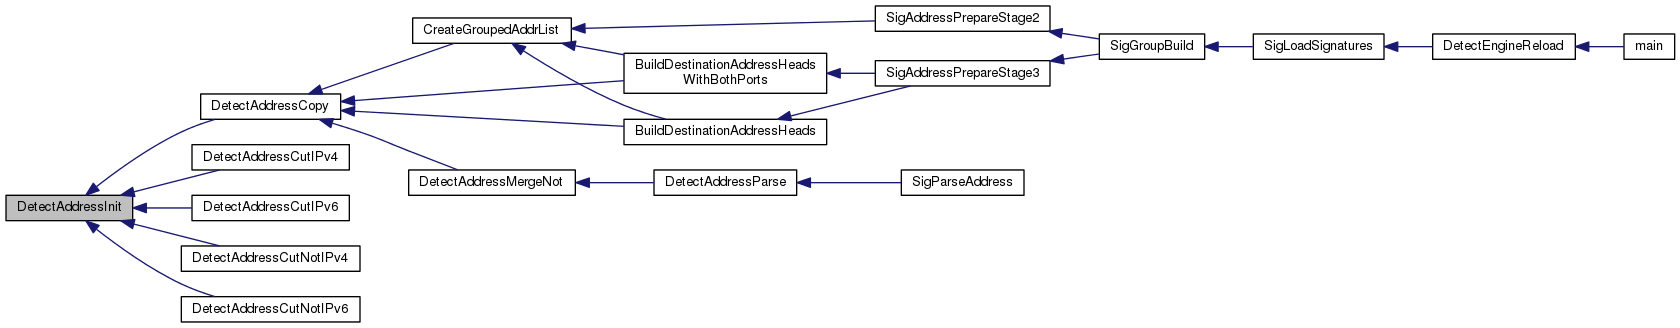 SigAddressPrepareStage2
CreateGroupedAddrList
SigGroupBuild
SigLoadSignatures
DetectEngineReload
main
BuildDestinationAddressHeads
WithBothPorts
SigAddressPrepareStage3
DetectAddressCopy
BuildDestinationAddressHeads
DetectAddressCutIPv4
DetectAddressMergeNot
DetectAddressParse
SigParseAddress
DetectAddressInit
DetectAddressCutIPv6
DetectAddressCutNotIPv4
DetectAddressCutNotIPv6